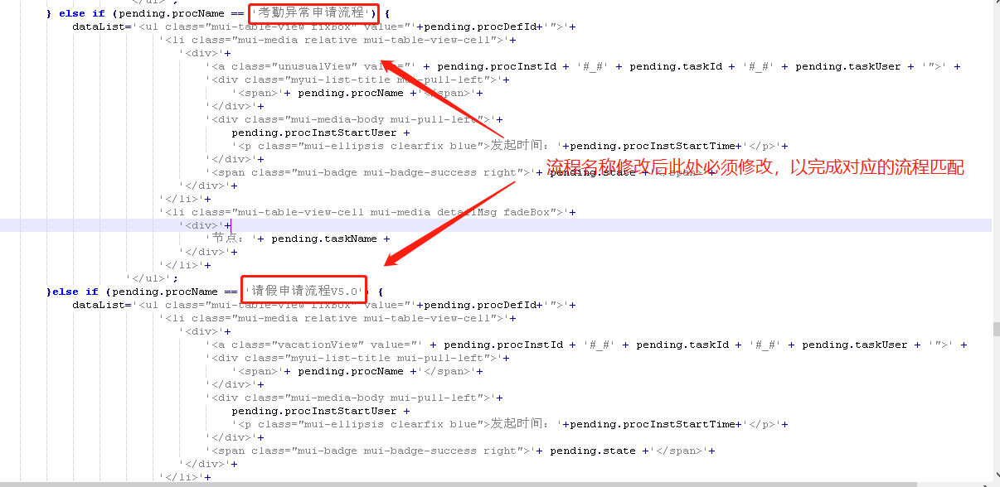 } else if (pending.procName == '考勤异常申请流程') {
dataList='<ul class="mui-table-view fixBox" value="'+pending.procDefId+'">'+
'<li class="mui-media relative mui-table-view-cell">'+
'<div>'+
'<a class="unusualView" value="' + pending.procInstId + '#_#' + pending.taskId + '#_#' + pending.taskUser + '">' +
'<div class="myui-list-title mui-pull-left">'+
'<span>'+ pending.procName +'</span>'+
'</div>'+
'<div class="mui-media-body mui-pull-left">'+
pending.procInstStartUser +
'<p class="mui-ellipsis clearfix blue">发起时间: '+pending.procInstStartTime+'</p>'+
'</div>'+
流程名称修改后此处必须修改，以完成对应的流程匹配
'<span class="mui-badge mui-badge-success right">'+ pending.state +'</span>'+
'</div>'+
'</li>'+
'<li class="mui-table-view-cell mui-media detailMsg fadeBox">'+
'<div>'+
'节点: '+ pending.taskName +
'</div>'+
'</li>'+
'</ul>';
}else if (pending.procName == '请假申请流程V5.0') {
dataList='<ul class="mui-table-view fixBox" value="'+pending.procDefId+'">'+
'<li class="mui-media relative mui-table-view-cell">'+
'<div>'+
'<a class="vacationView" value="' + pending.procInstId + '#_#' + pending.taskId + '#_#' + pending.taskUser + '">' +
'<div class="myui-list-title mui-pull-left">'+
'<span>'+ pending.procName +'</span>'+
'</div>'+
'<div class="mui-media-body mui-pull-left">'+
pending.procInstStartUser +
'<p class="mui-ellipsis clearfix blue">发起时间: '+pending.procInstStartTime+'</p>'+
'</div>'+
'<span class="mui-badge mui-badge-success right">'+ pending.state +'</span>'+
'</div>'+
'</li>'+